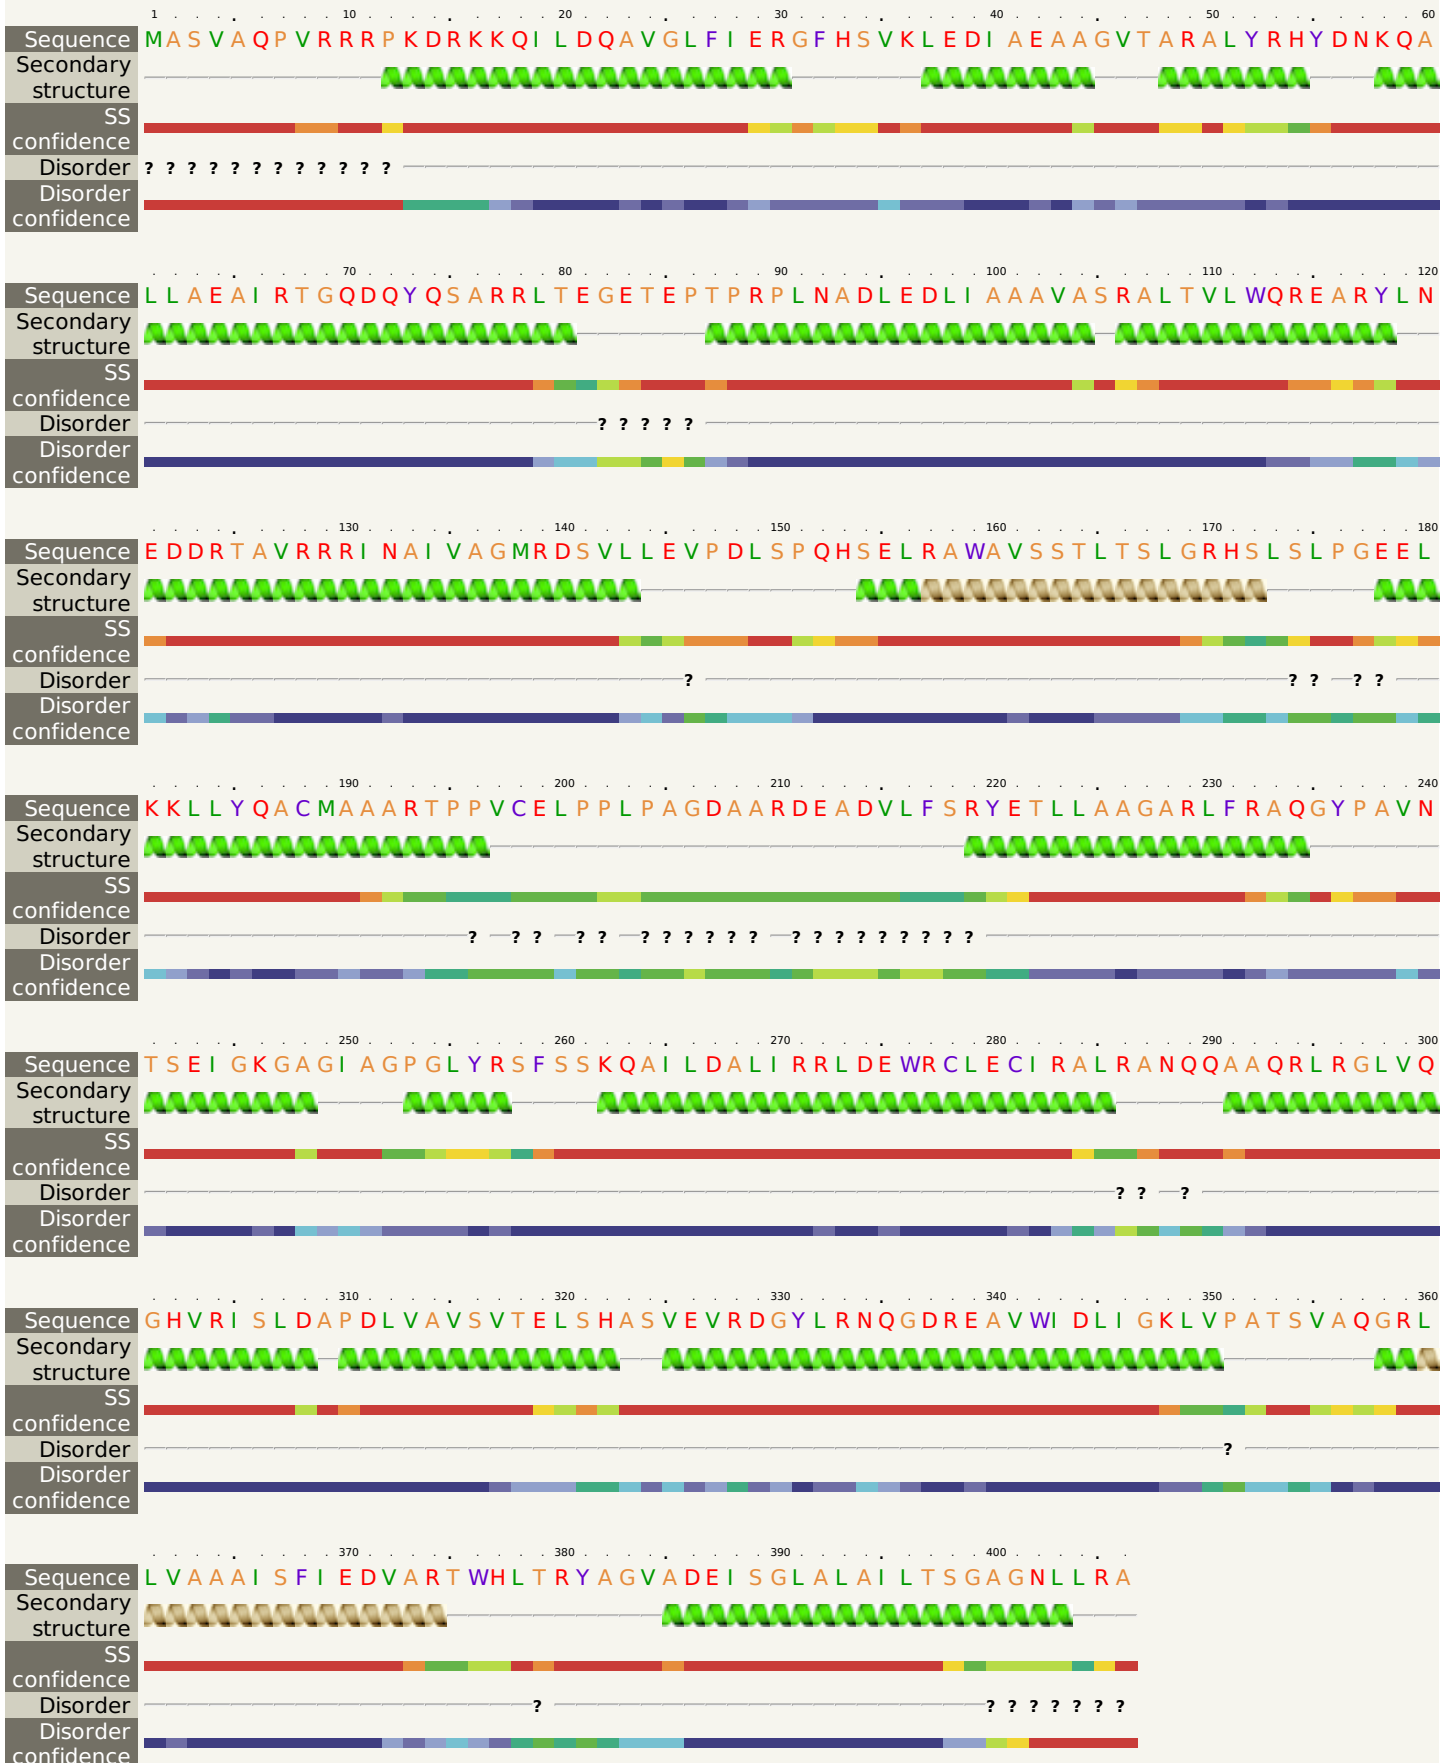 1 10 20 30 40 50 60
Sequence MASVAQPVRRRPKDRKKQILDQAVGLFIERGFHSVKLEDIAEAAGVTARALYRHYDNKQA
Secondary
structure
SS
confidence
Disorder ????????????
Disorder
confidence
70 80 90 100 110 120
Sequence LLAEAIRTGQDQYQSARRLTEGETEPTPRPLNADLEDLIAAAVASRALTVLWQREARYLN
Secondary
structure
SS
confidence
Disorder ?????
Disorder
confidence
130 140 150 160 170 180
Sequence EDDRTAVRRRINAIVAGMRDSVLLEVPDLSPQHSELRAWAVSSTLTSLGRHSLSLPGEEL
Secondary
structure
SS
confidence
Disorder ? ?? ??
Disorder
confidence
190 200 210 220 230 240
Sequence KKLLYQACMAAARTPPVCELPPLPAGDAARDEADVLFSRYETLLAAGARLFRAQGYPAVN
Secondary
structure
SS
confidence
Disorder ? ?? ?? ?????? ?????????
Disorder
confidence
250 260 270 280 290 300
Sequence TSEIGKGAGIAGPGLYRSFSSKQAILDALIRRLDEWRCLECIRALRANQQAAQRLRGLVQ
Secondary
structure
SS
confidence
Disorder ?? ?
Disorder
confidence
310 320 330 340 350 360
Sequence GHVRISLDAPDLVAVSVTELSHASVEVRDGYLRNQGDREAVWIDLIGKLVPATSVAQGRL
Secondary
structure
SS
confidence
Disorder ?
Disorder
confidence
370 380 390 400
Sequence LVAAAISFIEDVARTWHLTRYAGVADEISGLALAILTSGAGNLLRA
Secondary
structure
SS
confidence
Disorder ? ???????
Disorder
confidence